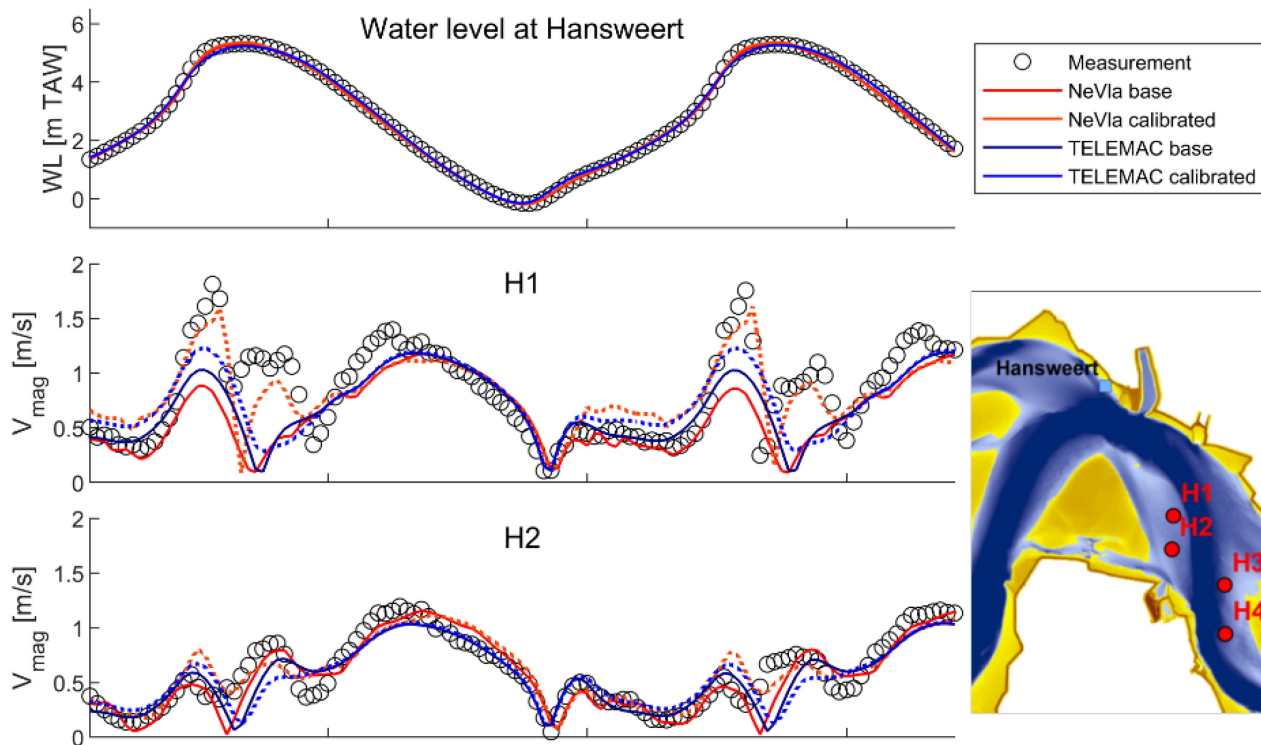 Water level at Hansweert
WL [m TAW]
6
4
2
0
Measurement
NeVla base
NeVla calibrated
TELEMAC base
TELEMAC calibrated
H1
V_mag [m/s]
2
1.5
1
0.5
0
H2
V_mag [m/s]
2
1.5
1
0.5
0
Hansweert
H1
H2
H3
H4